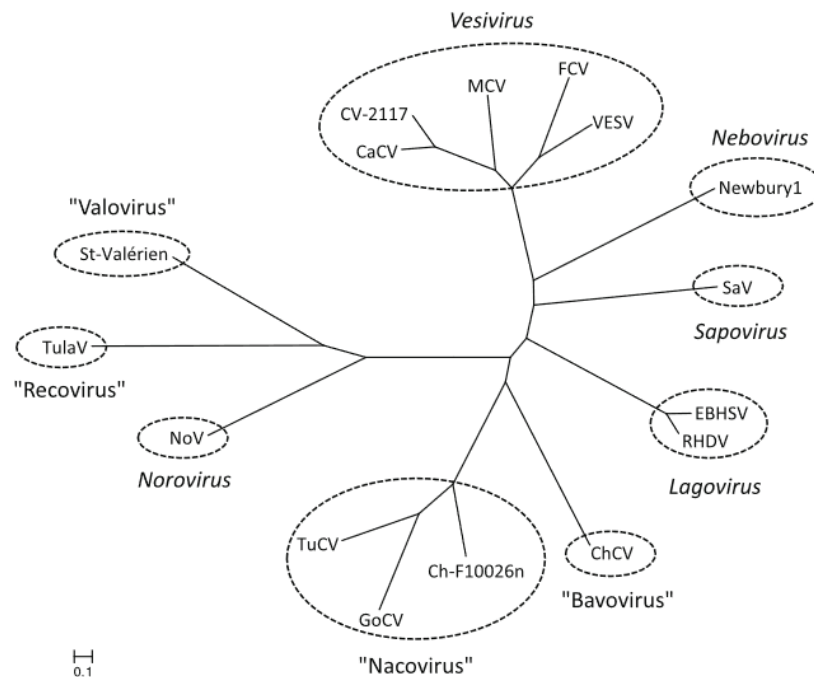 Vesivirus
FCV
MCV
CV-2117
VESV
CaCV
Nebovirus
Newbury1
"Valovirus"
St-Valérien
SaV
Sapovirus
TulaV
"Recovirus"
EBHSV
RHDV
NoV
Norovirus
Lagovirus
TuCV
ChCV
Ch-F10026n
"Bavovirus"
GoCV
"Nacovirus"
0.1